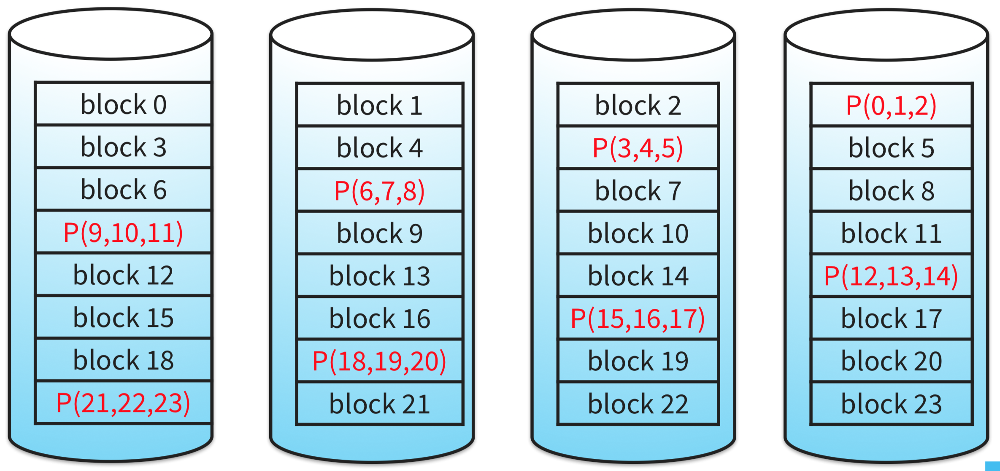 block 0
block 3
block 6
P(9,10,11)
block 12
block 15
block 18
P(21,22,23)
block 1
block 4
P(6,7,8)
block 9
block 13
block 16
P(18,19,20)
block 21
block 2
P(3,4,5)
block 7
block 10
block 14
P(15,16,17)
block 19
block 22
P(0,1,2)
block 5
block 8
block 11
P(12,13,14)
block 17
block 20
block 23